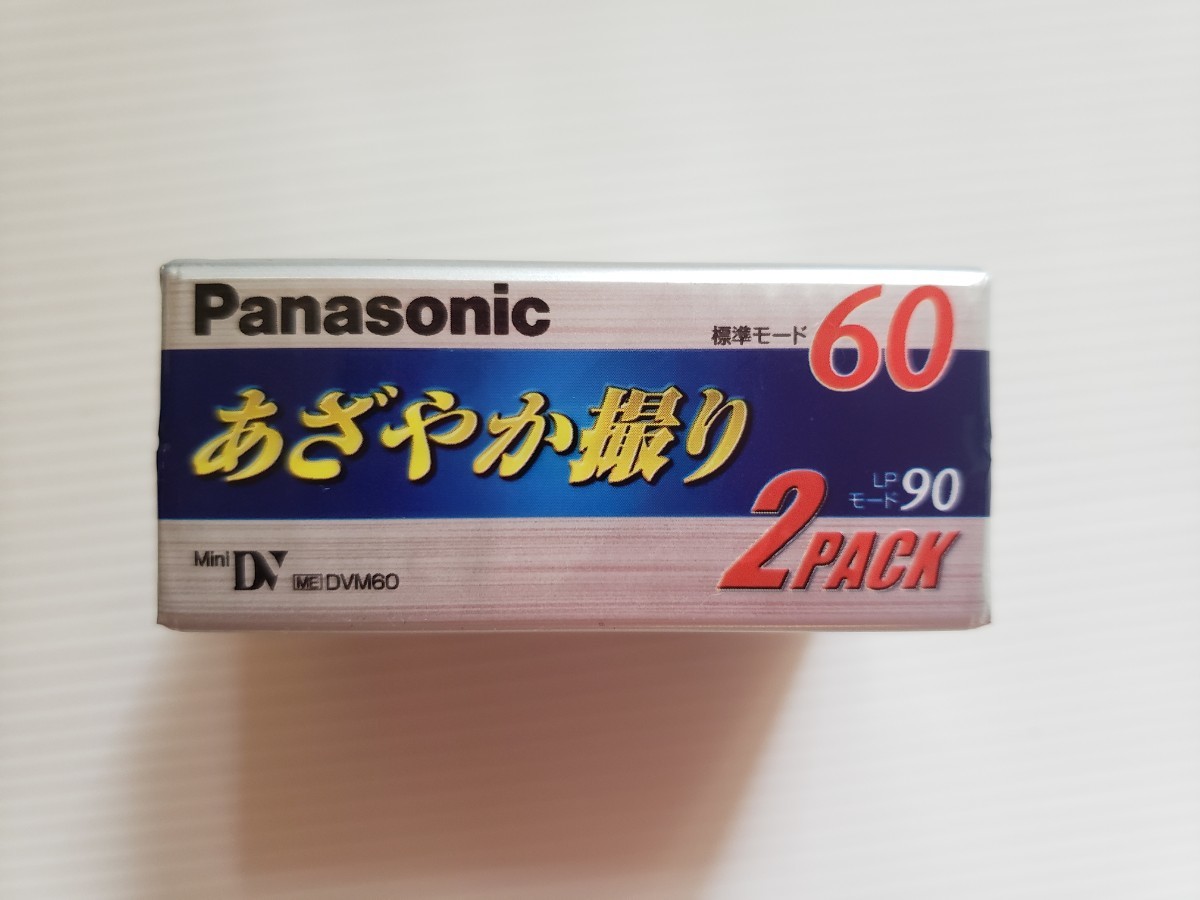 Panasonic
標準モード 60
あざやか撮り
LP
モード 90
2PACK
Mini DV ME DVM60